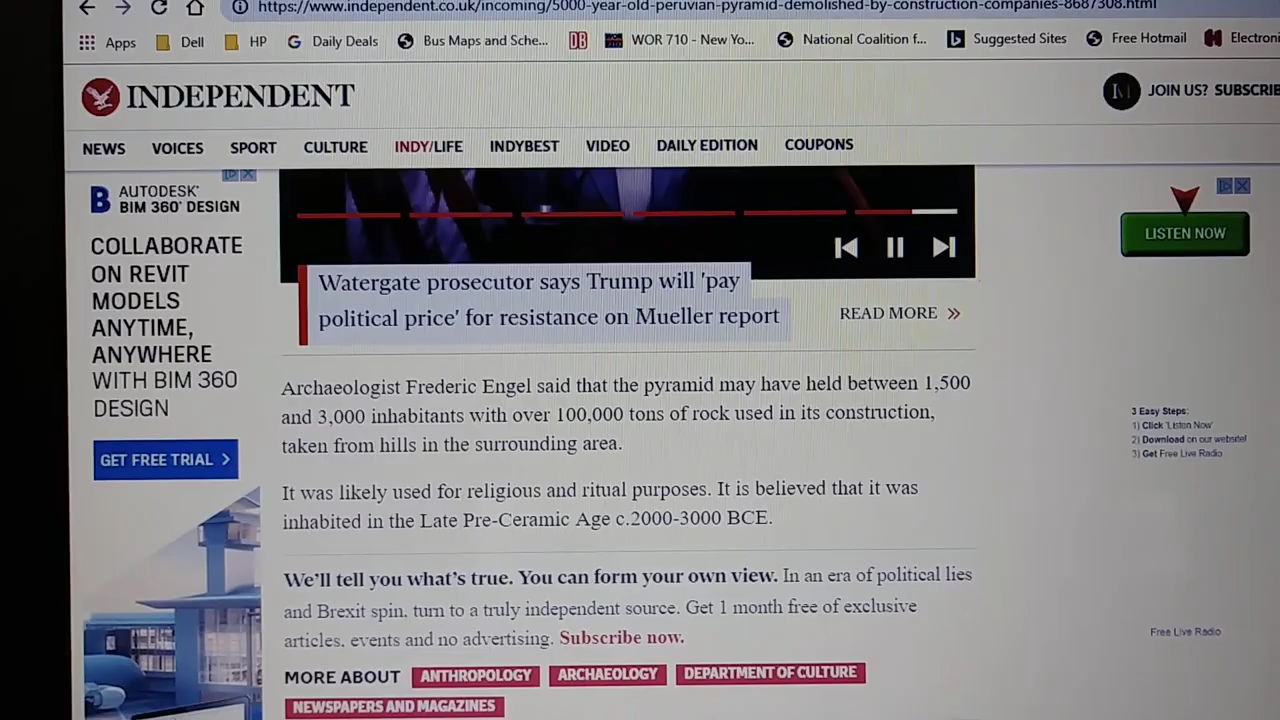 https://www.independent.co.uk/incoming/5000-year-old-peruvian-pyramid-demolished-by-construction-companies-8687308.html
Apps Dell HP Daily Deals Bus Maps and Sche... DB WOR 710 - New Yo... National Coalition f... Suggested Sites Free Hotmail Electroni
INDEPENDENT
JOIN US? SUBSCRIBE
NEWS VOICES SPORT CULTURE INDY/LIFE INDYBEST VIDEO DAILY EDITION COUPONS
AUTODESK®
BIM 360® DESIGN
COLLABORATE
ON REVIT
MODELS
ANYTIME,
ANYWHERE
WITH BIM 360
DESIGN
GET FREE TRIAL
Watergate prosecutor says Trump will 'pay
political price' for resistance on Mueller report
READ MORE
Archaeologist Frederic Engel said that the pyramid may have held between 1,500
and 3,000 inhabitants with over 100,000 tons of rock used in its construction,
taken from hills in the surrounding area.
It was likely used for religious and ritual purposes. It is believed that it was
inhabited in the Late Pre-Ceramic Age c.2000-3000 BCE.
We'll tell you what's true. You can form your own view. In an era of political lies
and Brexit spin, turn to a truly independent source. Get 1 month free of exclusive
articles, events and no advertising. Subscribe now.
MORE ABOUT ANTHROPOLOGY ARCHAEOLOGY DEPARTMENT OF CULTURE
NEWSPAPERS AND MAGAZINES
LISTEN NOW
3 Easy Steps:
1) Click 'Listen Now'
2) Download on our website!
3) Get Free Live Radio
Free Live Radio